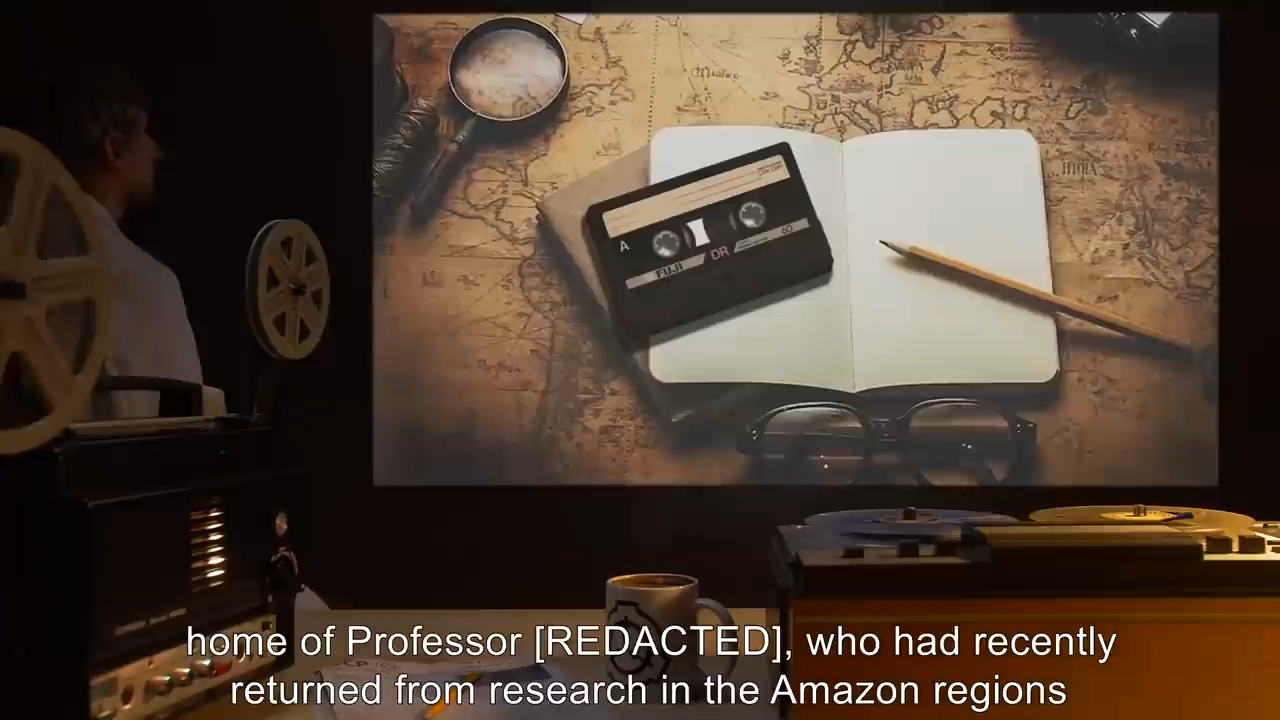 A
FUJI
DR
60
home of Professor [REDACTED], who had recently
returned from research in the Amazon regions